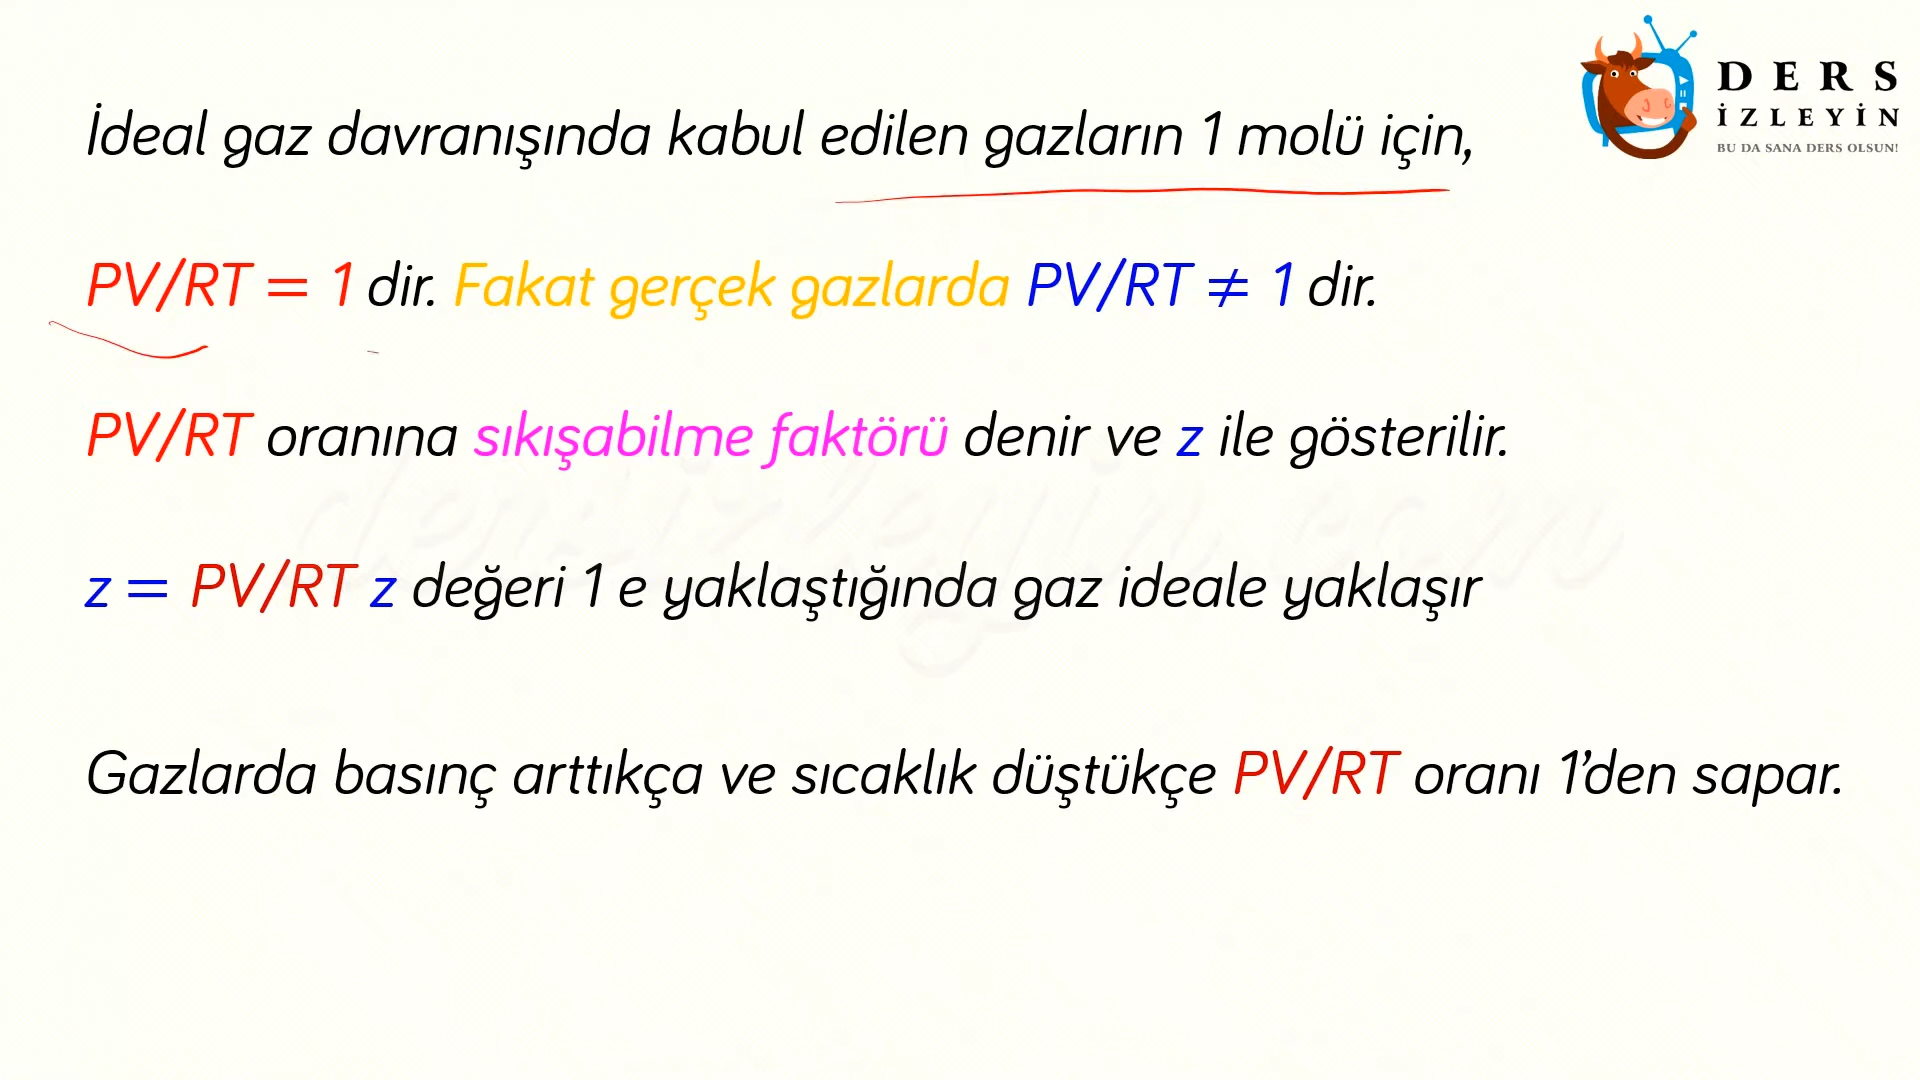 DERS
İZLEYİN
BU DA SANA DERS OLSUN!
İdeal gaz davranışında kabul edilen gazların 1 molü için,
PV/RT = 1 dir. Fakat gerçek gazlarda PV/RT ≠ 1 dir.
PV/RT oranına sıkışabilme faktörü denir ve z ile gösterilir.
z = PV/RT z değeri 1 e yaklaştığında gaz ideale yaklaşır
Gazlarda basınç arttıkça ve sıcaklık düştükçe PV/RT oranı 1’den sapar.
dersizleyin.com